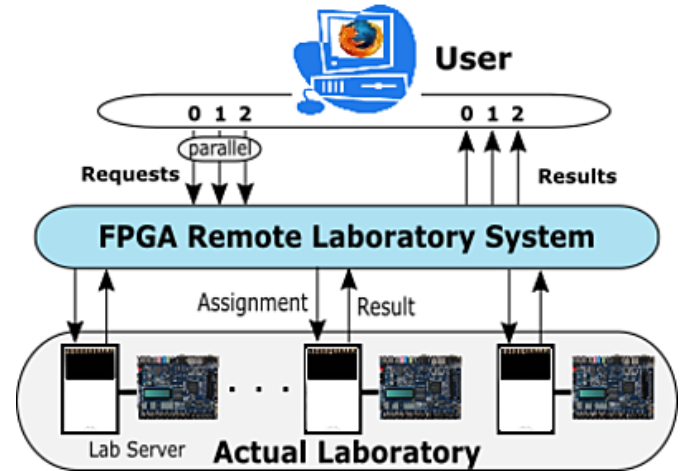 User
0 1 2
0 1 2
parallel
Requests
Results
FPGA Remote Laboratory System
Assignment
Result
. . .
Lab Server
Actual Laboratory